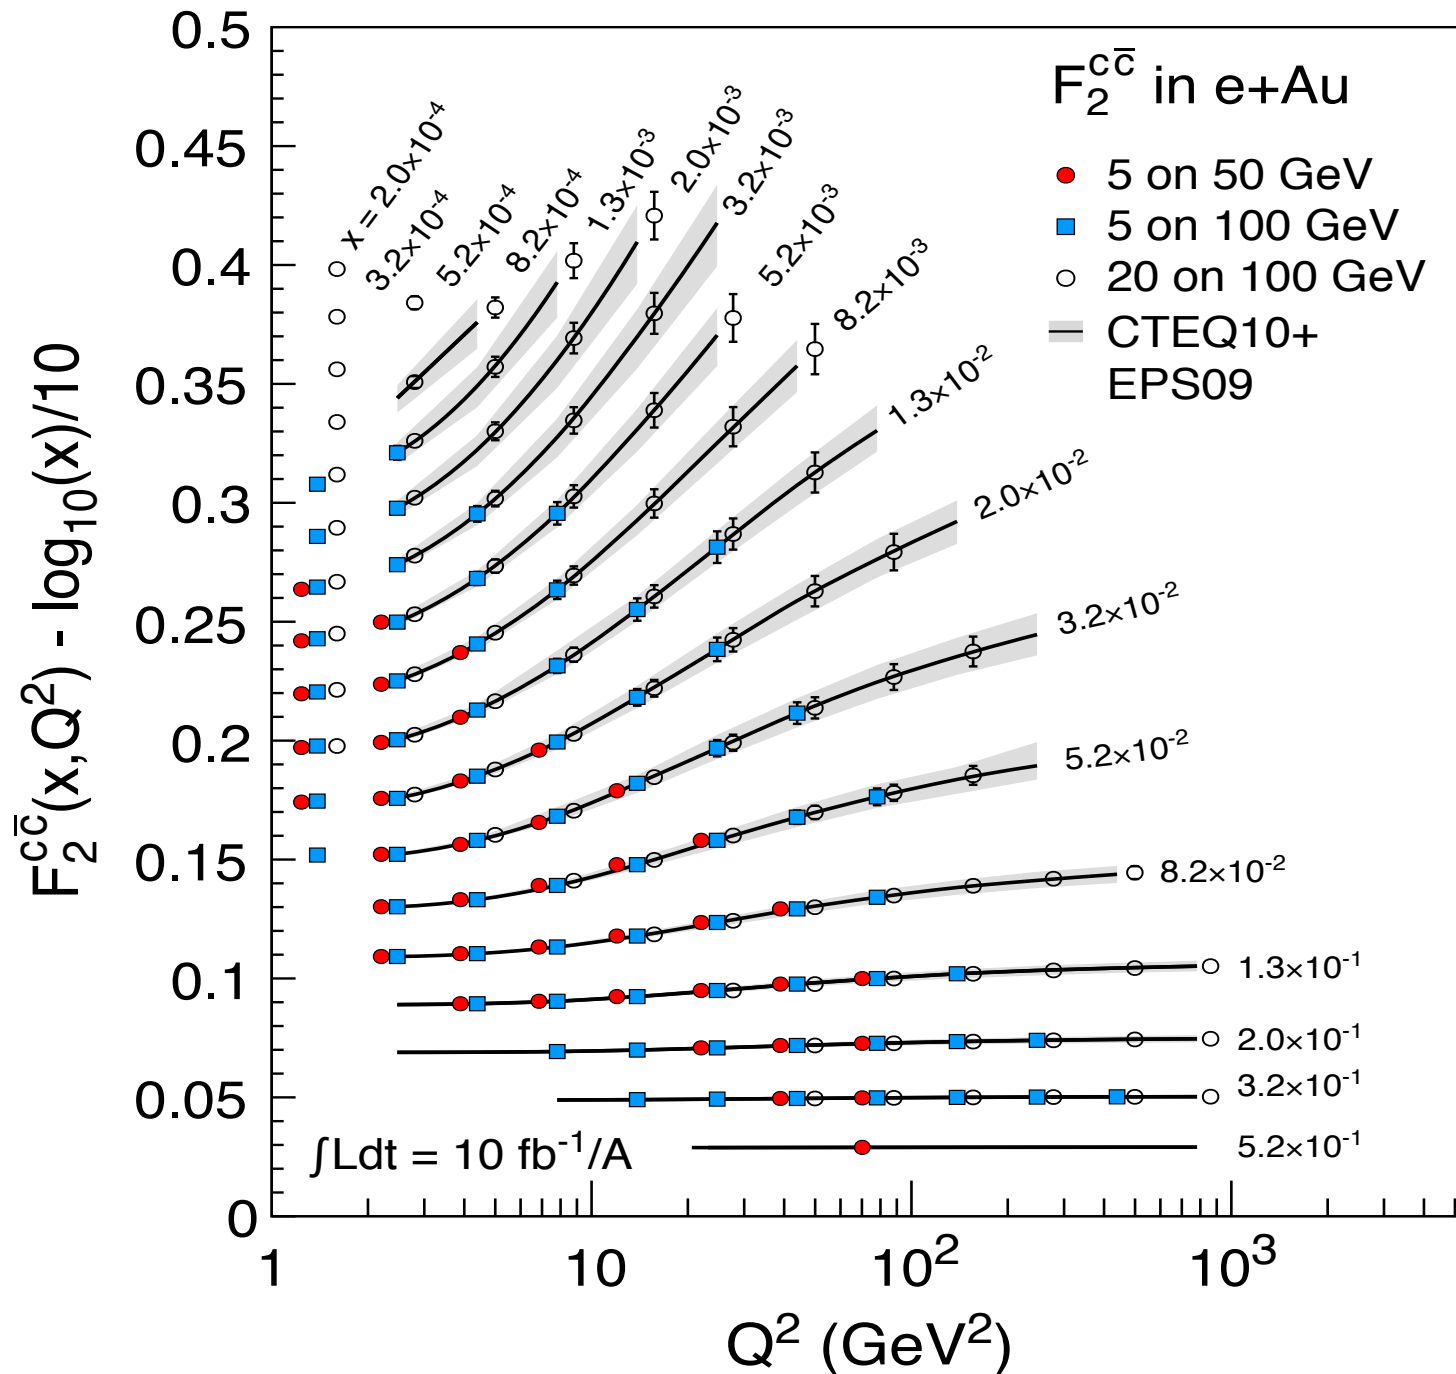 F₂^cc̄ in e+Au
5 on 50 GeV
5 on 100 GeV
20 on 100 GeV
CTEQ10+
EPS09
x = 2.0×10⁻⁴
3.2×10⁻⁴
5.2×10⁻⁴
8.2×10⁻⁴
1.3×10⁻³
2.0×10⁻³
3.2×10⁻³
5.2×10⁻³
8.2×10⁻³
1.3×10⁻²
2.0×10⁻²
3.2×10⁻²
5.2×10⁻²
8.2×10⁻²
1.3×10⁻¹
2.0×10⁻¹
3.2×10⁻¹
5.2×10⁻¹
∫Ldt = 10 fb⁻¹/A
0.5
0.45
0.4
0.35
0.3
0.25
0.2
0.15
0.1
0.05
0
F₂^cc̄(x,Q²) - log₁₀(x)/10
1 10 10² 10³
Q² (GeV²)